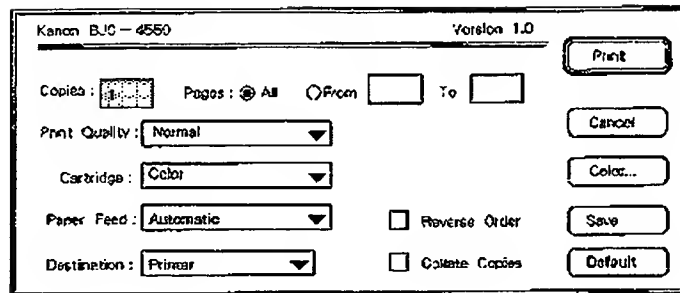 Kanon BJC-4550 Version 1.0
Print
Copies : Pages : All From To
Cancel
Print Quality : Normal
Cartridge : Color
Color...
Paper Feed : Automatic Reverse Order
Save
Destination : Printer Collate Copies
Default